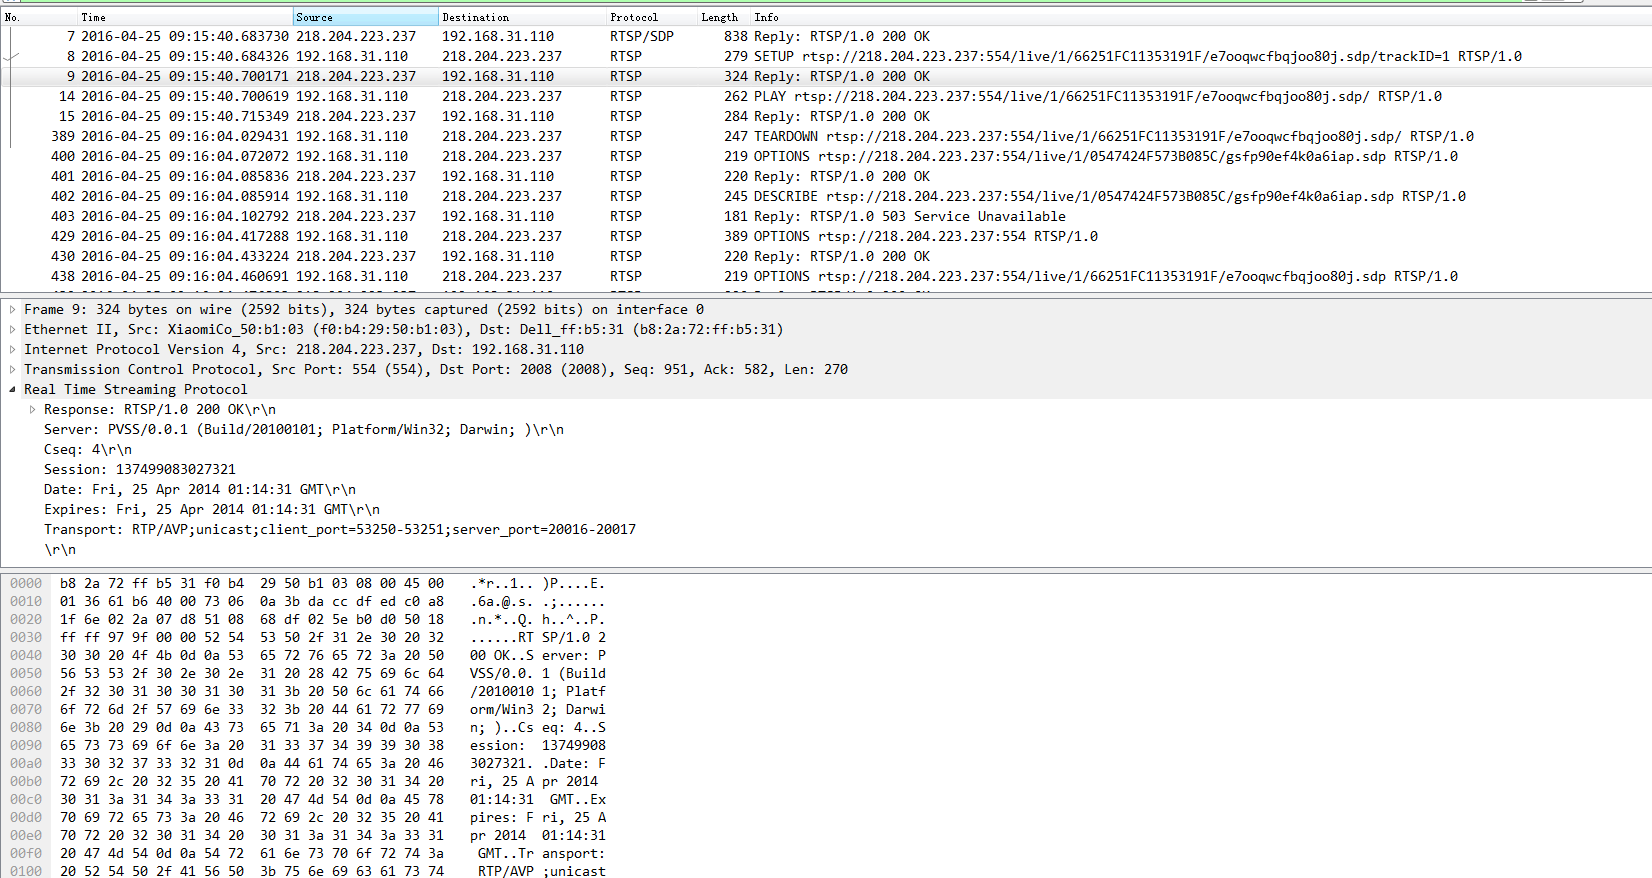 No. Time Source Destination Protocol Length Info
7 2016-04-25 09:15:40.683730 218.204.223.237 192.168.31.110 RTSP/SDP 838 Reply: RTSP/1.0 200 OK
8 2016-04-25 09:15:40.684326 192.168.31.110 218.204.223.237 RTSP 279 SETUP rtsp://218.204.223.237:554/live/1/66251FC11353191F/e7ooqwcfbqjoo80j.sdp/trackID=1 RTSP/1.0
9 2016-04-25 09:15:40.700171 218.204.223.237 192.168.31.110 RTSP 324 Reply: RTSP/1.0 200 OK
14 2016-04-25 09:15:40.700619 192.168.31.110 218.204.223.237 RTSP 262 PLAY rtsp://218.204.223.237:554/live/1/66251FC11353191F/e7ooqwcfbqjoo80j.sdp/ RTSP/1.0
15 2016-04-25 09:15:40.715349 218.204.223.237 192.168.31.110 RTSP 284 Reply: RTSP/1.0 200 OK
389 2016-04-25 09:16:04.029431 192.168.31.110 218.204.223.237 RTSP 247 TEARDOWN rtsp://218.204.223.237:554/live/1/66251FC11353191F/e7ooqwcfbqjoo80j.sdp/ RTSP/1.0
400 2016-04-25 09:16:04.072072 192.168.31.110 218.204.223.237 RTSP 219 OPTIONS rtsp://218.204.223.237:554/live/1/0547424F573B085C/gsfp90ef4k0a6iap.sdp RTSP/1.0
401 2016-04-25 09:16:04.085836 218.204.223.237 192.168.31.110 RTSP 220 Reply: RTSP/1.0 200 OK
402 2016-04-25 09:16:04.085914 192.168.31.110 218.204.223.237 RTSP 245 DESCRIBE rtsp://218.204.223.237:554/live/1/0547424F573B085C/gsfp90ef4k0a6iap.sdp RTSP/1.0
403 2016-04-25 09:16:04.102792 218.204.223.237 192.168.31.110 RTSP 181 Reply: RTSP/1.0 503 Service Unavailable
429 2016-04-25 09:16:04.417288 192.168.31.110 218.204.223.237 RTSP 389 OPTIONS rtsp://218.204.223.237:554 RTSP/1.0
430 2016-04-25 09:16:04.433224 218.204.223.237 192.168.31.110 RTSP 220 Reply: RTSP/1.0 200 OK
438 2016-04-25 09:16:04.460691 192.168.31.110 218.204.223.237 RTSP 219 OPTIONS rtsp://218.204.223.237:554/live/1/66251FC11353191F/e7ooqwcfbqjoo80j.sdp RTSP/1.0
Frame 9: 324 bytes on wire (2592 bits), 324 bytes captured (2592 bits) on interface 0
Ethernet II, Src: XiaomiCo_50:b1:03 (f0:b4:29:50:b1:03), Dst: Dell_ff:b5:31 (b8:2a:72:ff:b5:31)
Internet Protocol Version 4, Src: 218.204.223.237, Dst: 192.168.31.110
Transmission Control Protocol, Src Port: 554 (554), Dst Port: 2008 (2008), Seq: 951, Ack: 582, Len: 270
Real Time Streaming Protocol
Response: RTSP/1.0 200 OK\r\n
Server: PVSS/0.0.1 (Build/20100101; Platform/Win32; Darwin; )\r\n
Cseq: 4\r\n
Session: 137499083027321
Date: Fri, 25 Apr 2014 01:14:31 GMT\r\n
Expires: Fri, 25 Apr 2014 01:14:31 GMT\r\n
Transport: RTP/AVP;unicast;client_port=53250-53251;server_port=20016-20017
\r\n
0000 b8 2a 72 ff b5 31 f0 b4 29 50 b1 03 08 00 45 00 .*r..1.. )P....E.
0010 01 36 61 b6 40 00 73 06 0a 3b da cc df ed c0 a8 .6a.@.s. .;......
0020 1f 6e 02 2a 07 d8 51 08 68 df 02 5e b0 d0 50 18 .n.*..Q. h..^..P.
0030 ff ff 97 9f 00 00 52 54 53 50 2f 31 2e 30 20 32 ......RT SP/1.0 2
0040 30 30 20 4f 4b 0d 0a 53 65 72 76 65 72 3a 20 50 00 OK..S erver: P
0050 56 53 53 2f 30 2e 30 2e 31 20 28 42 75 69 6c 64 VSS/0.0. 1 (Build
0060 2f 32 30 31 30 30 31 30 31 3b 20 50 6c 61 74 66 /2010010 1; Platf
0070 6f 72 6d 2f 57 69 6e 33 32 3b 20 44 61 72 77 69 orm/Win3 2; Darwi
0080 6e 3b 20 29 0d 0a 43 73 65 71 3a 20 34 0d 0a 53 n; )..Cs eq: 4..S
0090 65 73 73 69 6f 6e 3a 20 31 33 37 34 39 39 30 38 ession: 13749908
00a0 33 30 32 37 33 32 31 0d 0a 44 61 74 65 3a 20 46 3027321. .Date: F
00b0 72 69 2c 20 32 35 20 41 70 72 20 32 30 31 34 20 ri, 25 A pr 2014
00c0 30 31 3a 31 34 3a 33 31 20 47 4d 54 0d 0a 45 78 01:14:31 GMT..Ex
00d0 70 69 72 65 73 3a 20 46 72 69 2c 20 32 35 20 41 pires: F ri, 25 A
00e0 70 72 20 32 30 31 34 20 30 31 3a 31 34 3a 33 31 pr 2014 01:14:31
00f0 20 47 4d 54 0d 0a 54 72 61 6e 73 70 6f 72 74 3a GMT..Tr ansport:
0100 20 52 54 50 2f 41 56 50 3b 75 6e 69 63 61 73 74 RTP/AVP ;unicast